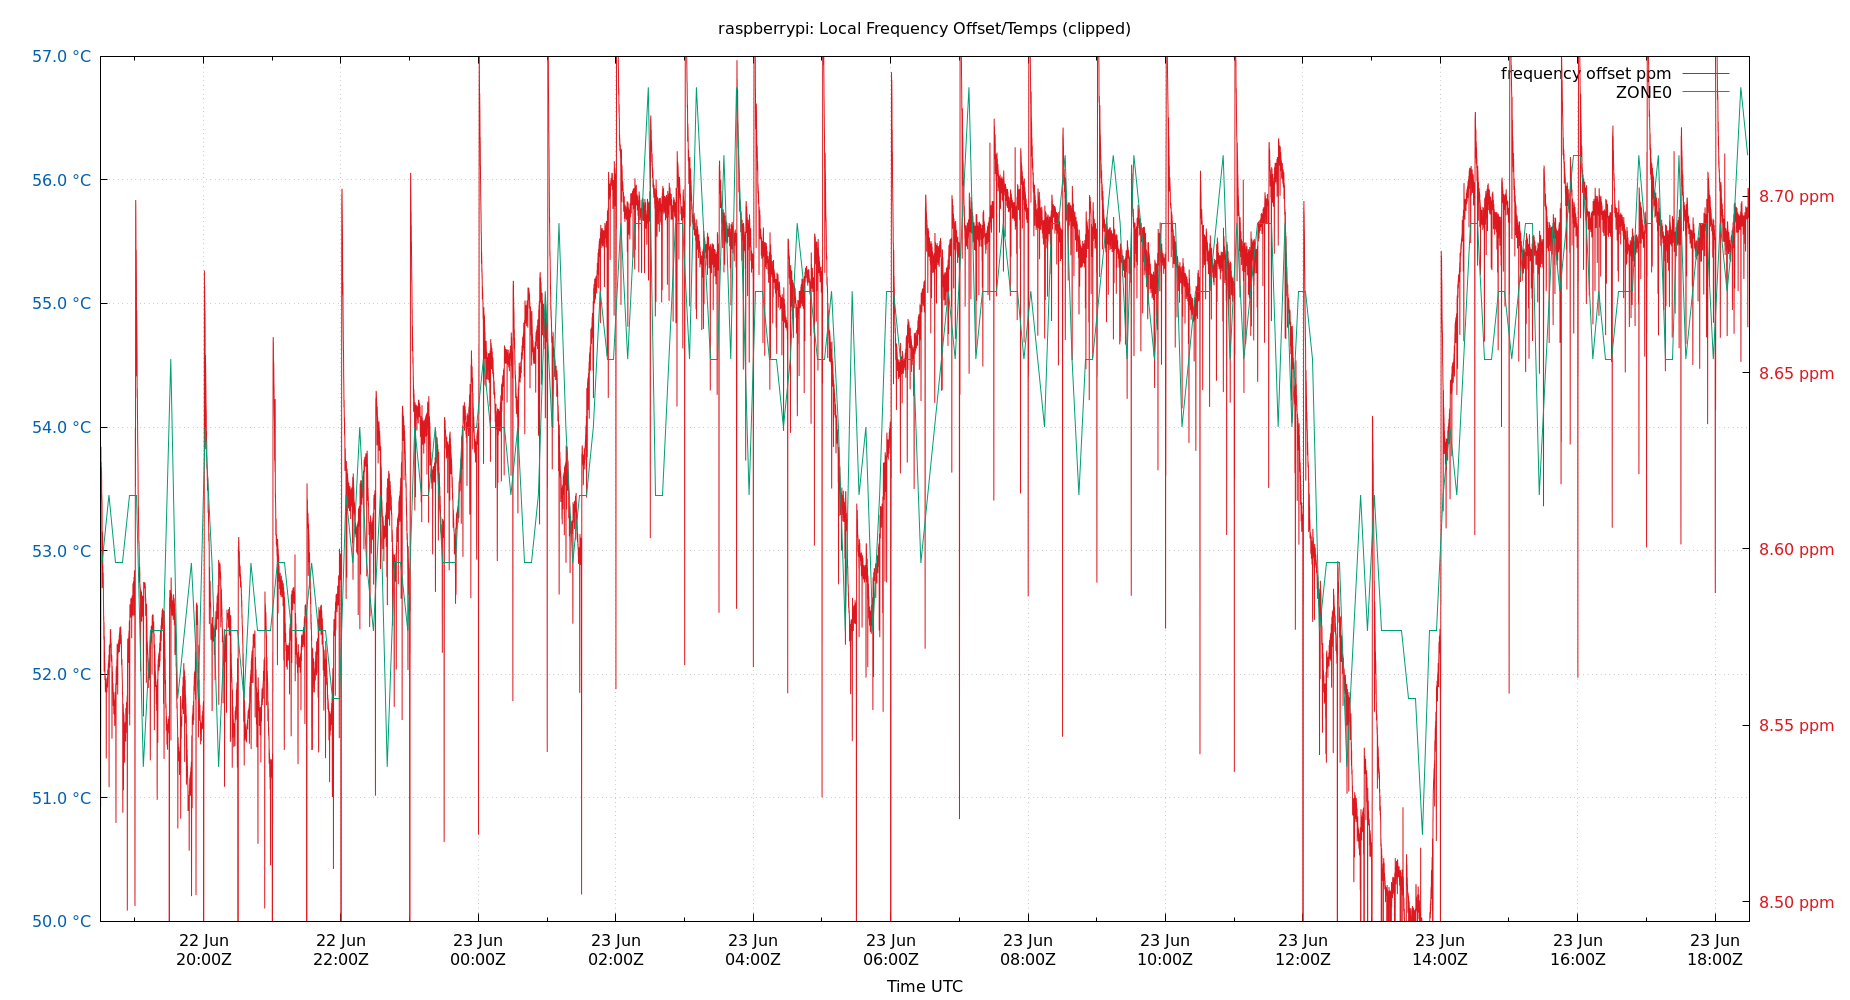 raspberrypi: Local Frequency Offset/Temps (clipped)
57.0 °C
56.0 °C
55.0 °C
54.0 °C
53.0 °C
52.0 °C
51.0 °C
50.0 °C
frequency offset ppm
ZONE0
8.70 ppm
8.65 ppm
8.60 ppm
8.55 ppm
8.50 ppm
22 Jun 22 Jun 23 Jun 23 Jun 23 Jun 23 Jun 23 Jun 23 Jun 23 Jun 23 Jun 23 Jun 23 Jun
20:00Z 22:00Z 00:00Z 02:00Z 04:00Z 06:00Z 08:00Z 10:00Z 12:00Z 14:00Z 16:00Z 18:00Z
Time UTC